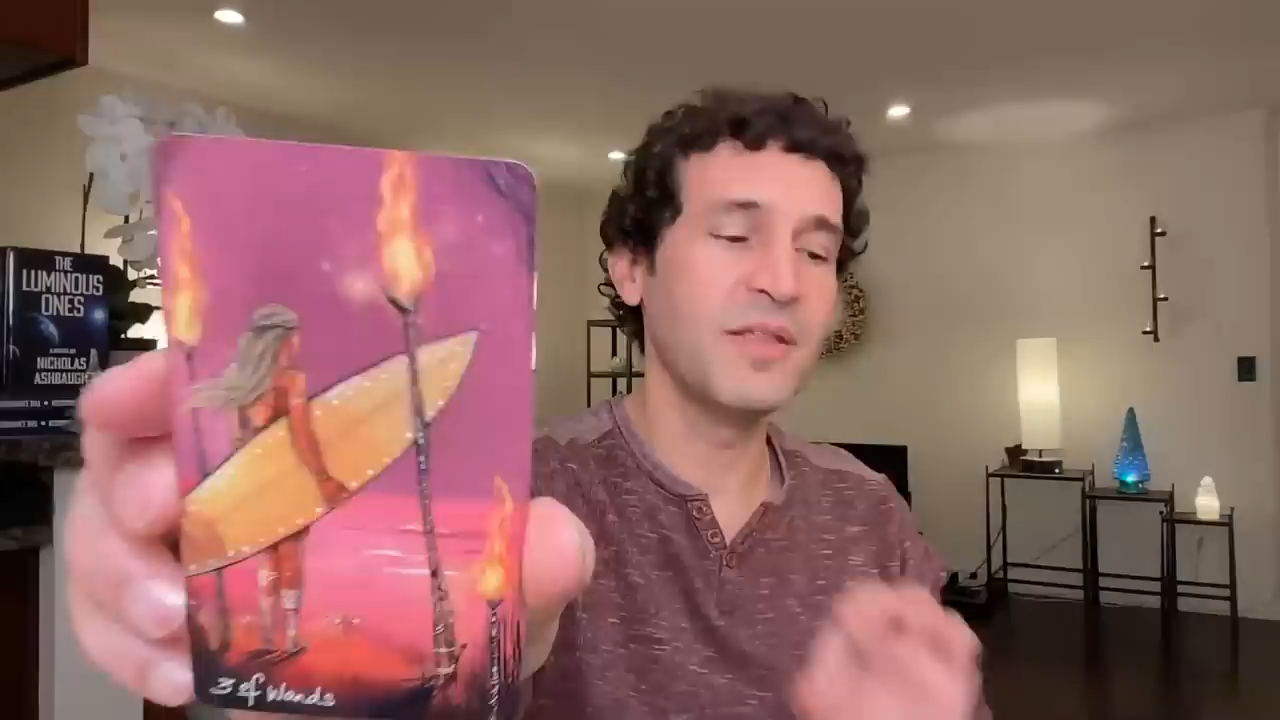 THE
LUMINOUS
ONES
NICHOLAS
ASHBAUGH
3 of Wands